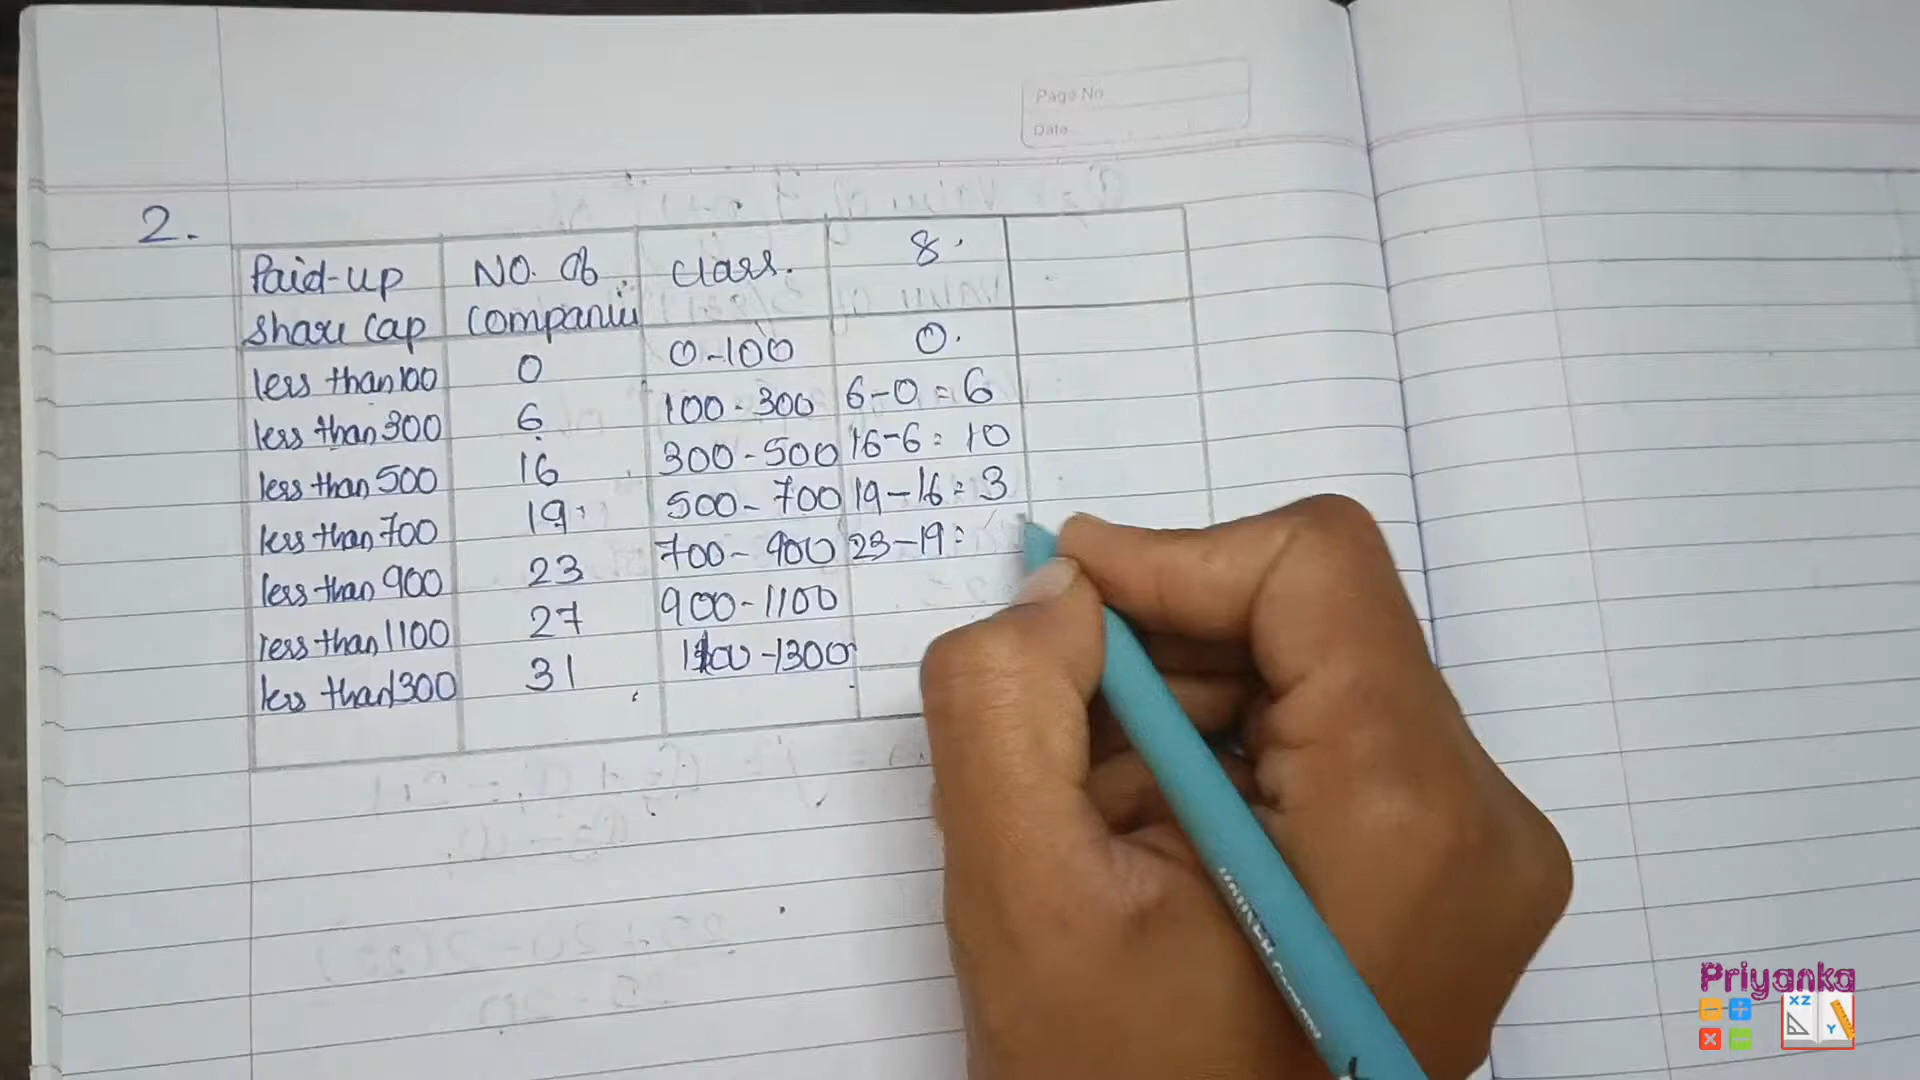 Page No
Date
2.
Paid-up NO. of class. 8.
share cap companies
less than 100 0 0-100 0.
less than 300 6 100-300 6-0=6
less than 500 16 300-500 16-6=10
less than 700 19 500-700 19-16=3
less than 900 23 700-900 23-19=
less than 1100 27 900-1100
less than 1300 31 1100-1300
Priyanka
XZ
Y